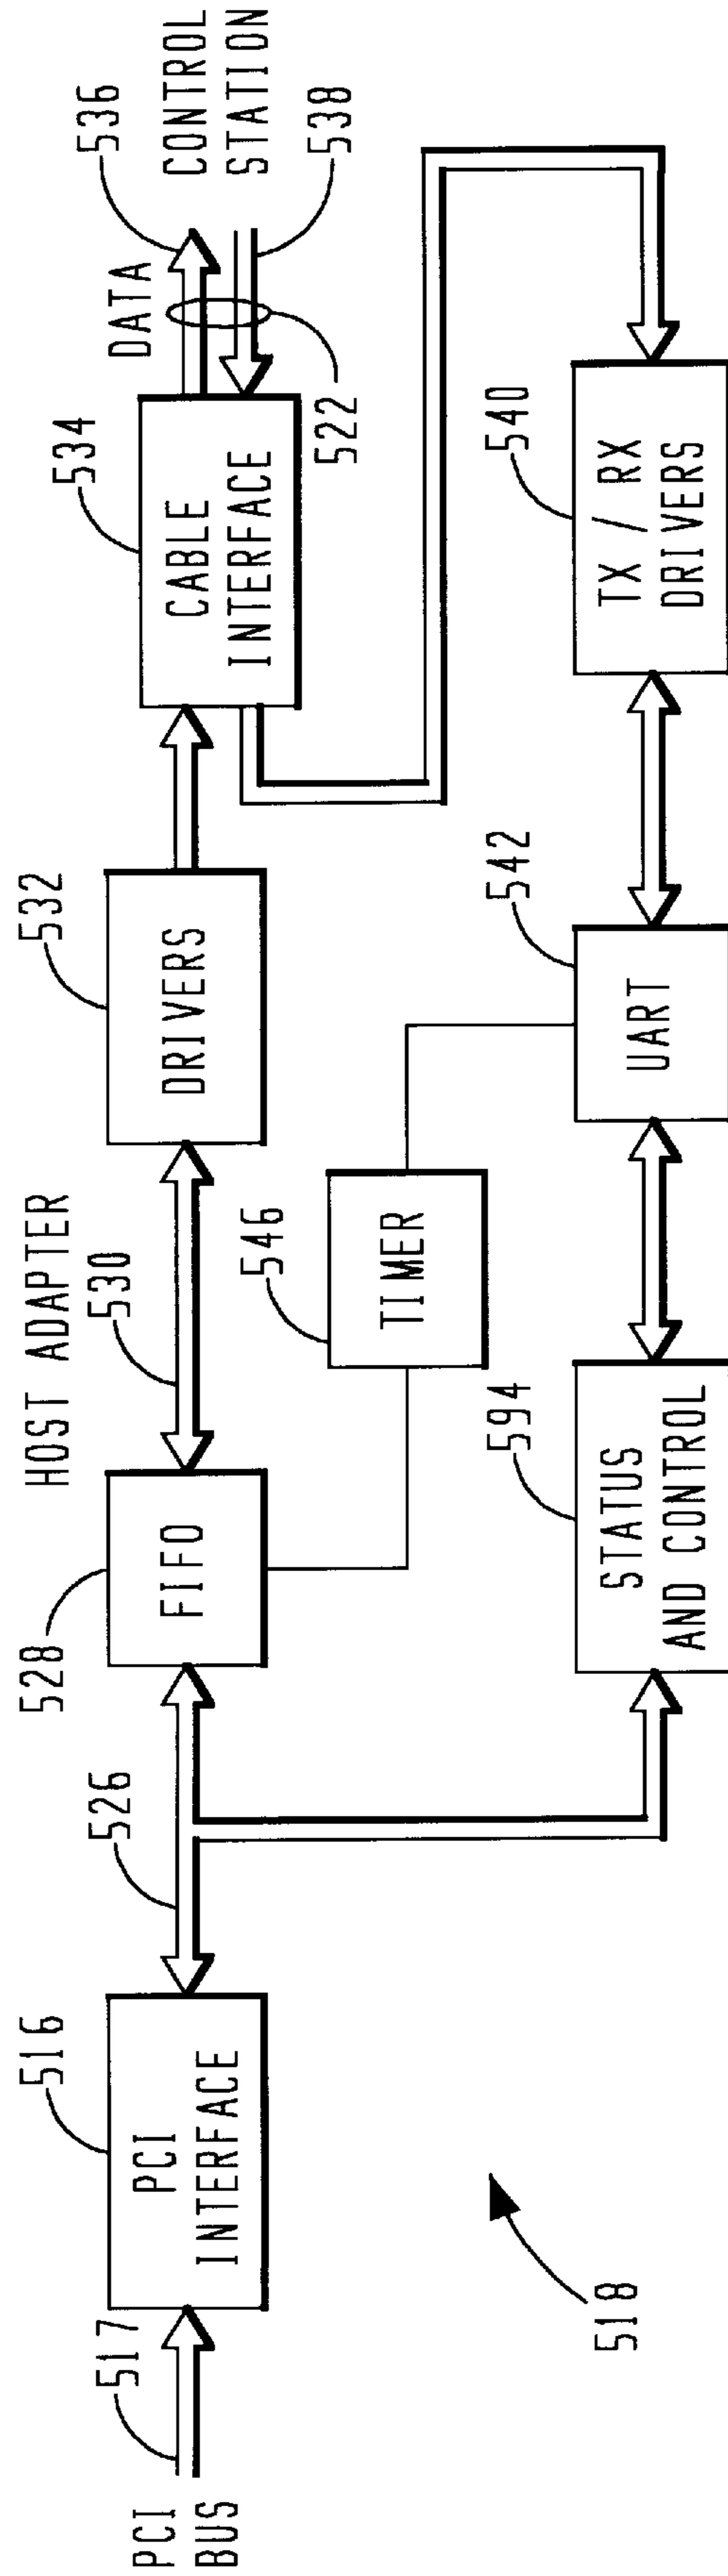 HOST ADAPTER
PCI
BUS
517
516
PCI
INTERFACE
526
528
FIFO
530
532
DRIVERS
534
CABLE
INTERFACE
DATA
536
CONTROL
STATION
538
522
546
TIMER
594
STATUS
AND CONTROL
542
UART
540
TX / RX
DRIVERS
518